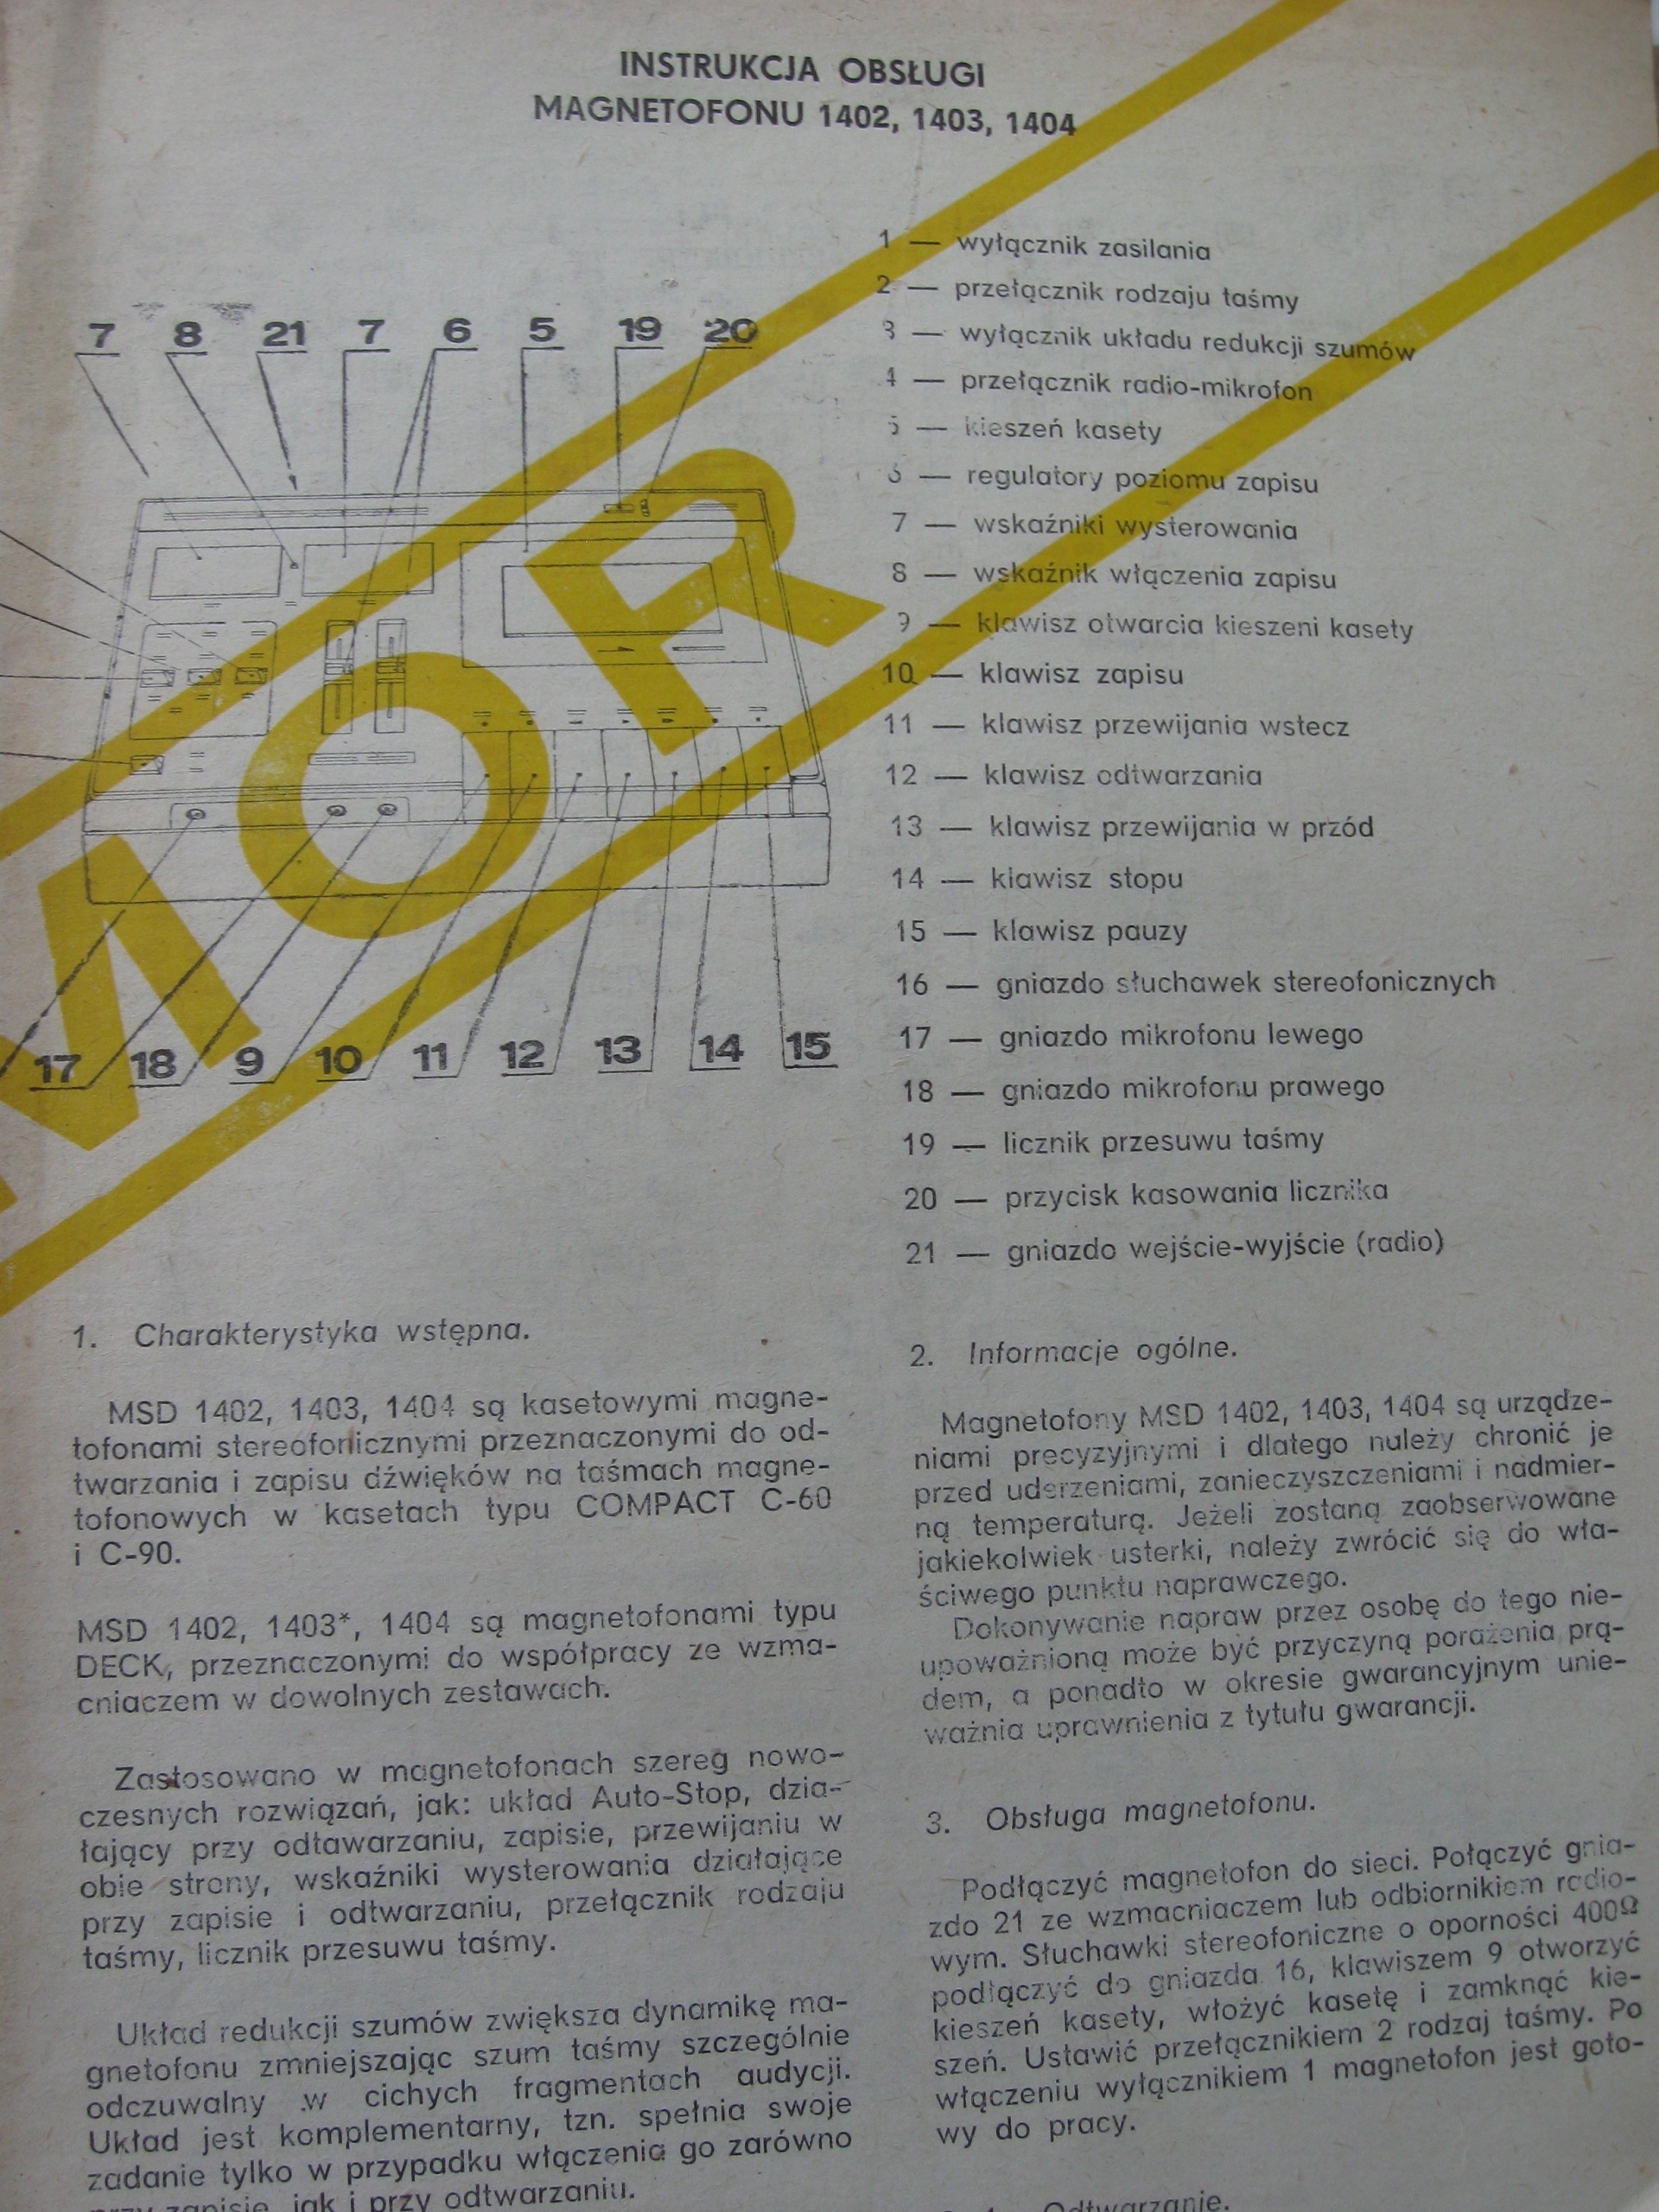 INSTRUKCJA OBSŁUGI
MAGNETOFONU 1402, 1403, 1404
7 8 21 7 6 5 19 20
17 18 9 10 11 12 13 14 15
MOR
1 — wyłącznik zasilania
2 — przełącznik rodzaju taśmy
3 — wyłącznik układu redukcji szumów
4 — przełącznik radio-mikrofon
5 — kieszeń kasety
6 — regulatory poziomu zapisu
7 — wskaźniki wysterowania
8 — wskaźnik włączenia zapisu
9 — klawisz otwarcia kieszeni kasety
10 — klawisz zapisu
11 — klawisz przewijania wstecz
12 — klawisz odtwarzania
13 — klawisz przewijania w przód
14 — klawisz stopu
15 — klawisz pauzy
16 — gniazdo słuchawek stereofonicznych
17 — gniazdo mikrofonu lewego
18 — gniazdo mikrofonu prawego
19 — licznik przesuwu taśmy
20 — przycisk kasowania licznika
21 — gniazdo wejście-wyjście (radio)
1. Charakterystyka wstępna.
MSD 1402, 1403, 1404 są kasetowymi magne-
tofonami stereofonicznymi przeznaczonymi do od-
twarzania i zapisu dźwięków na taśmach magne-
tofonowych w kasetach typu COMPACT C-60
i C-90.
MSD 1402, 1403*, 1404 są magnetofonami typu
DECK, przeznaczonymi do współpracy ze wzma-
cniaczem w dowolnych zestawach.
Zastosowano w magnetofonach szereg nowo-
czesnych rozwiązań, jak: układ Auto-Stop, dzia-
łający przy odtawarzaniu, zapisie, przewijaniu w
obie strony, wskaźniki wysterowania działające
przy zapisie i odtwarzaniu, przełącznik rodzaju
taśmy, licznik przesuwu taśmy.
Układ redukcji szumów zwiększa dynamikę ma-
gnetofonu zmniejszając szum taśmy szczególnie
odczuwalny w cichych fragmentach audycji.
Układ jest komplementarny, tzn. spełnia swoje
zadanie tylko w przypadku włączenia go zarówno
przy zapisie jak i przy odtwarzaniu.
2. Informacje ogólne.
Magnetofony MSD 1402, 1403, 1404 są urządze-
niami precyzyjnymi i dlatego należy chronić je
przed uderzeniami, zanieczyszczeniami i nadmier-
ną temperaturą. Jeżeli zostaną zaobserwowane
jakiekolwiek usterki, należy zwrócić się do wła-
ściwego punktu naprawczego.
Dokonywanie napraw przez osobę do tego nie-
upoważnioną może być przyczyną porażenia prą-
dem, a ponadto w okresie gwarancyjnym unie-
ważnia uprawnienia z tytułu gwarancji.
3. Obsługa magnetofonu.
Podłączyć magnetofon do sieci. Połączyć gnia-
zdo 21 ze wzmacniaczem lub odbiornikiem radio-
wym. Słuchawki stereofoniczne o oporności 400Ω
podłączyć do gniazda 16, klawiszem 9 otworzyć
kieszeń kasety, włożyć kasetę i zamknąć kie-
szeń. Ustawić przełącznikiem 2 rodzaj taśmy. Po
włączeniu wyłącznikiem 1 magnetofon jest goto-
wy do pracy.
Odtwarzanie.